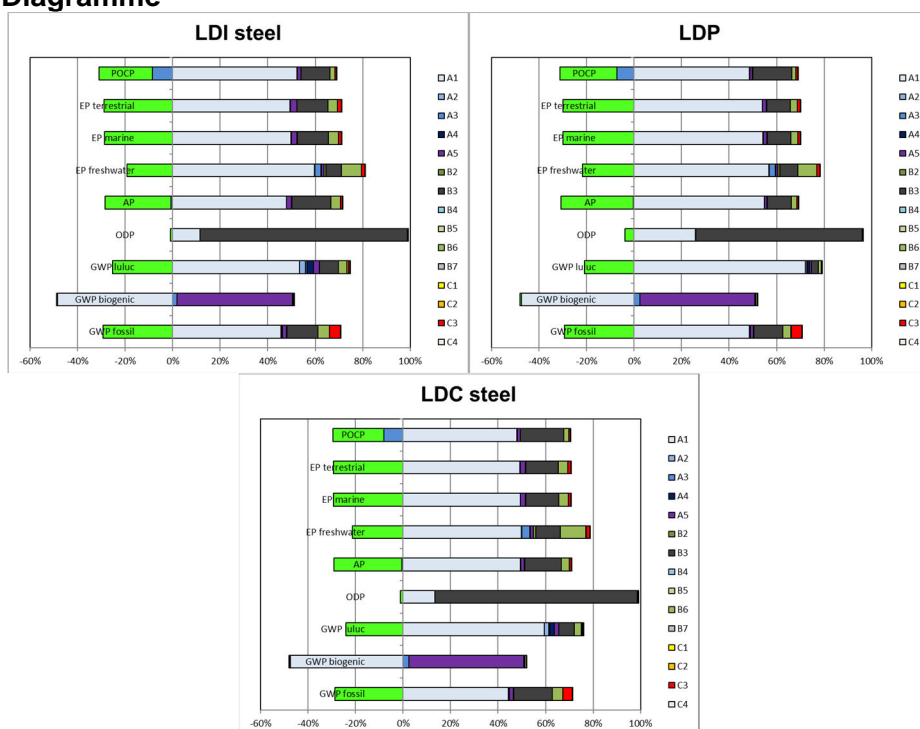 Diagramme
LDI steel
POCP
EP terrestrial
EP marine
EP freshwater
AP
ODP
GWP luluc
GWP biogenic
GWP fossil
-60% -40% -20% 0% 20% 40% 60% 80% 100%
A1
A2
A3
A4
A5
B2
B3
B4
B5
B6
B7
C1
C2
C3
C4
LDP
POCP
EP terrestrial
EP marine
EP freshwater
AP
ODP
GWP luluc
GWP biogenic
GWP fossil
-60% -40% -20% 0% 20% 40% 60% 80% 100%
A1
A2
A3
A4
A5
B2
B3
B4
B5
B6
B7
C1
C2
C3
C4
LDC steel
POCP
EP terrestrial
EP marine
EP freshwater
AP
ODP
GWP luluc
GWP biogenic
GWP fossil
-60% -40% -20% 0% 20% 40% 60% 80% 100%
A1
A2
A3
A4
A5
B2
B3
B4
B5
B6
B7
C1
C2
C3
C4